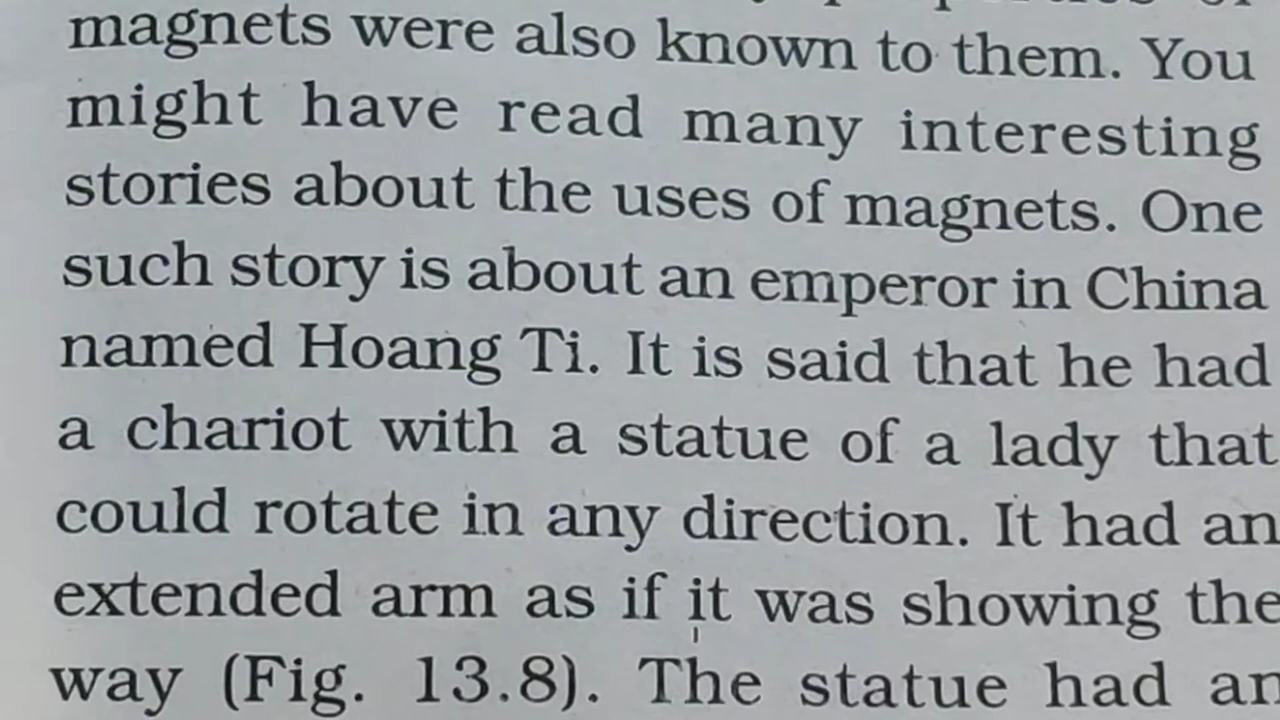 magnets were also known to them. You
might have read many interesting
stories about the uses of magnets. One
such story is about an emperor in China
named Hoang Ti. It is said that he had
a chariot with a statue of a lady that
could rotate in any direction. It had an
extended arm as if it was showing the
way (Fig. 13.8). The statue had an